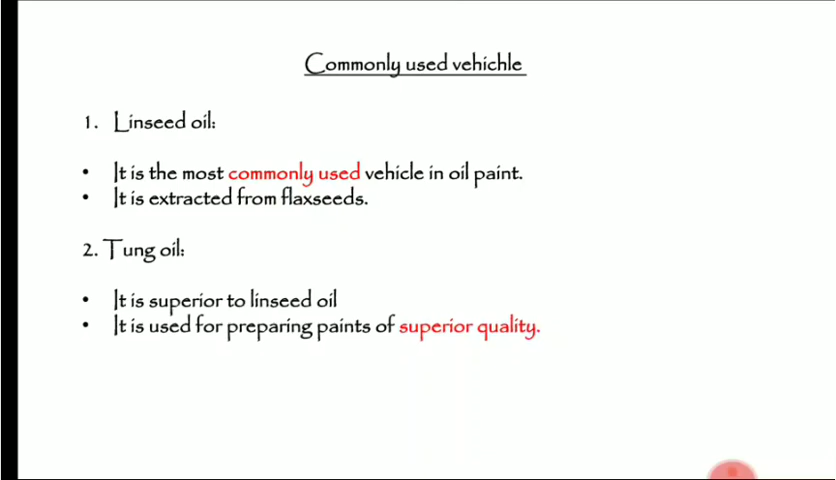 Commonly used vehichle
1. Linseed oil:
• It is the most commonly used vehicle in oil paint.
• It is extracted from flaxseeds.
2. Tung oil:
• It is superior to linseed oil
• It is used for preparing paints of superior quality.